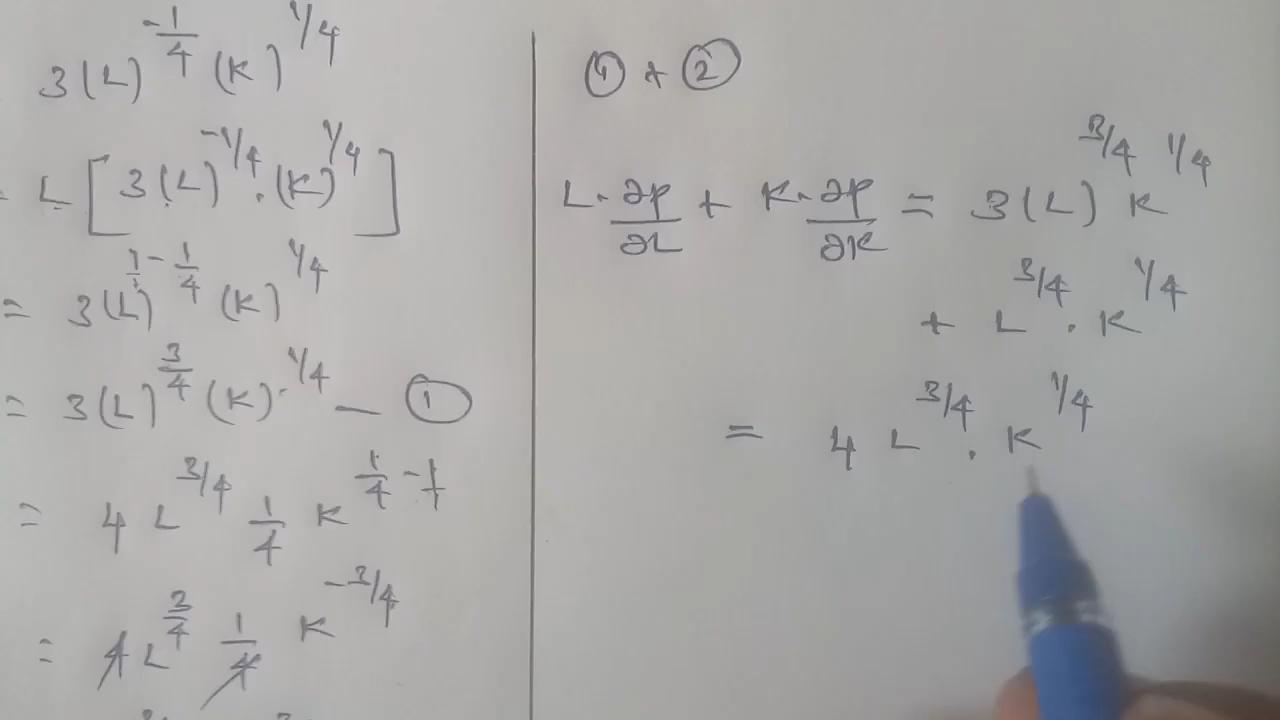 3(L)^{-1/4} (K)^{1/4}
L [ 3(L)^{-1/4} . (K)^{1/4} ]
= 3(L)^{1/1 - 1/4} (K)^{1/4}
= 3(L)^{3/4} (K)^{1/4} — ①
= 4 L^{3/4} 1/4 K^{1/4 - 1}
= 4 L^{3/4} 1/4 K^{-3/4}
① + ②
L . ∂P/∂L + K . ∂P/∂K = 3(L)^{3/4} K^{1/4}
+ L^{3/4} . K^{1/4}
= 4 L^{3/4} . K^{1/4}